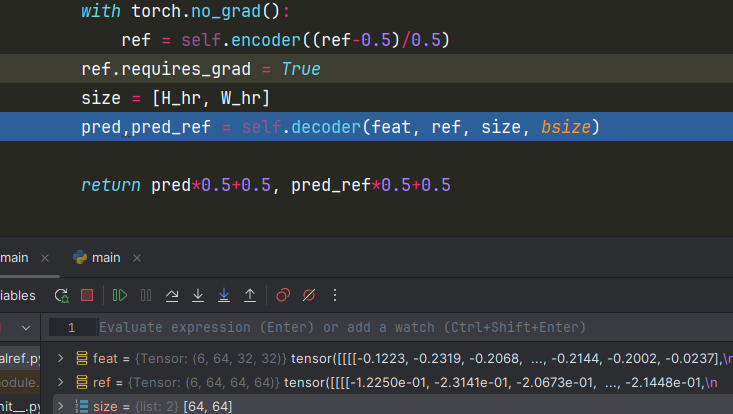 with torch.no_grad():
ref = self.encoder((ref-0.5)/0.5)
ref.requires_grad = True
size = [H_hr, W_hr]
pred,pred_ref = self.decoder(feat, ref, size, bsize)
return pred*0.5+0.5, pred_ref*0.5+0.5
main × main ×
iables
1 Evaluate expression (Enter) or add a watch (Ctrl+Shift+Enter)
alref.py feat = {Tensor: (6, 64, 32, 32)} tensor([[[[-0.1223, -0.2319, -0.2068, ..., -0.2144, -0.2002, -0.0237],\n
module. ref = {Tensor: (6, 64, 64, 64)} tensor([[[[-1.2250e-01, -2.3141e-01, -2.0673e-01, ..., -2.1448e-01,\n
nit__.py size = {list: 2} [64, 64]